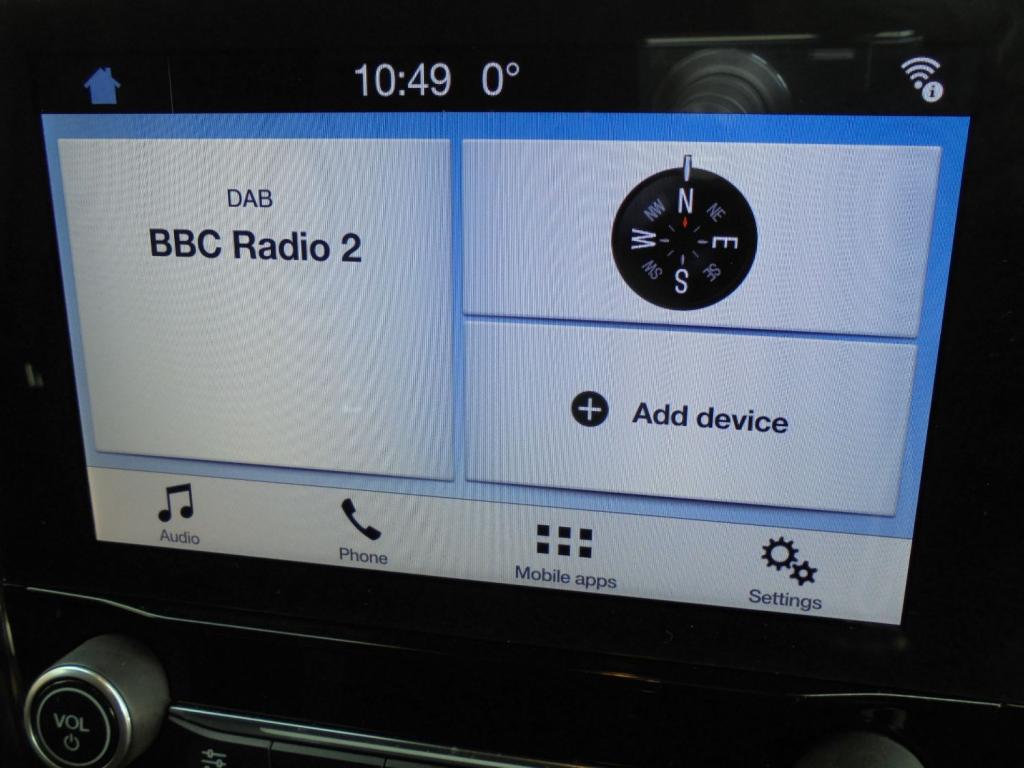 10:49 0°
DAB
BBC Radio 2
N
NE
E
SE
S
SW
W
NW
Add device
Audio
Phone
Mobile apps
Settings
VOL